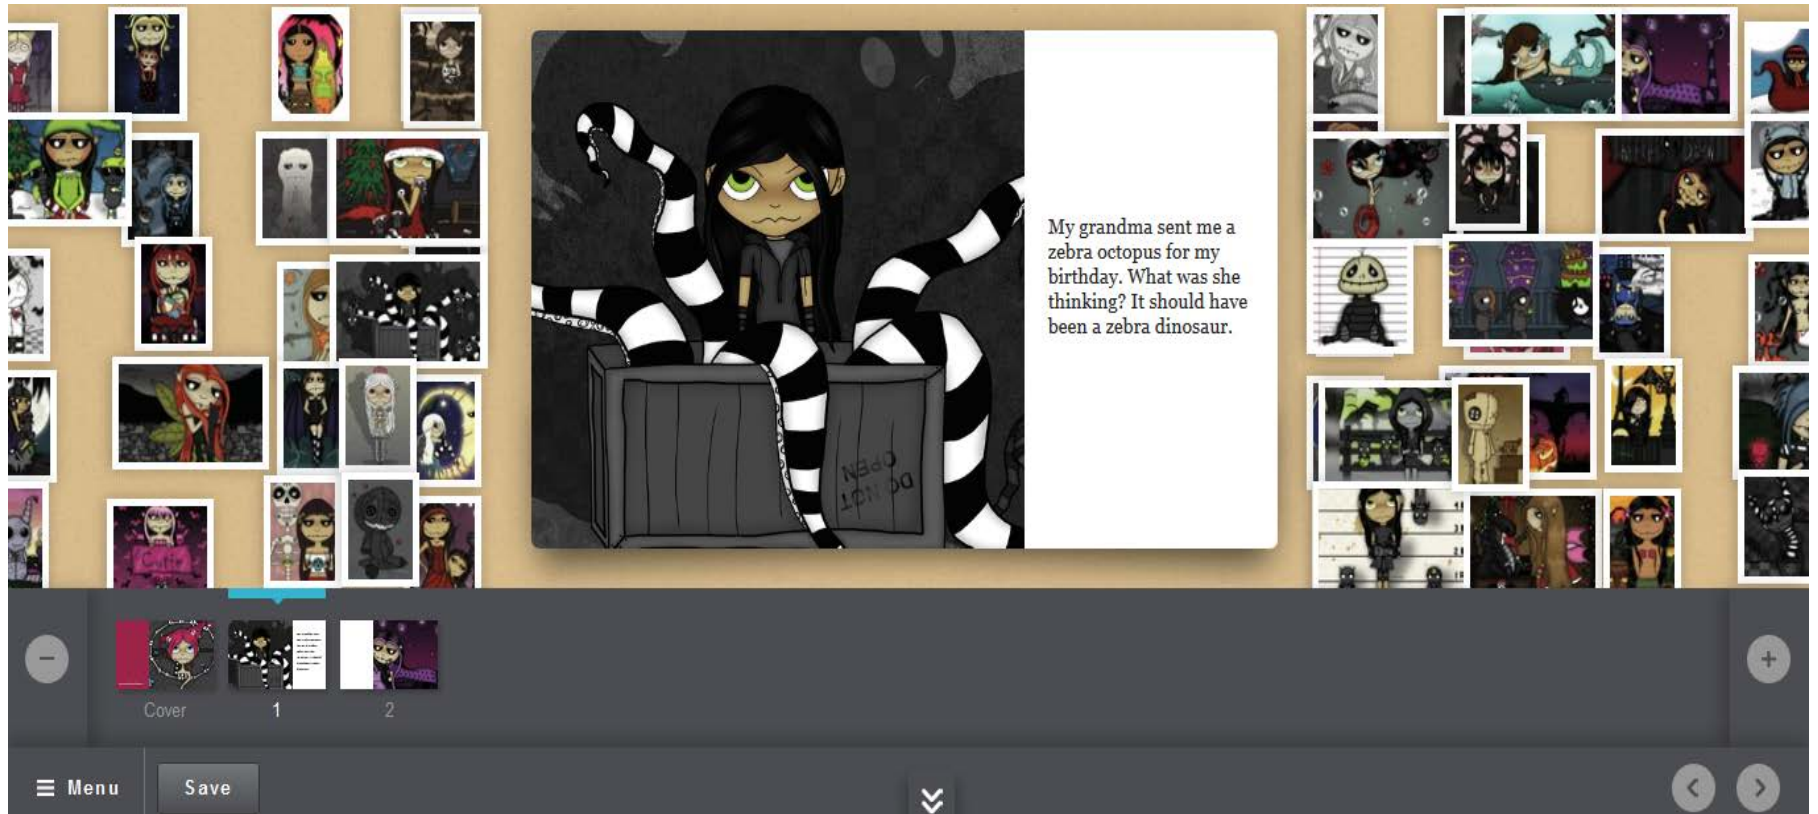 My grandma sent me a
zebra octopus for my
birthday. What was she
thinking? It should have
been a zebra dinosaur.
DO NOT
OPEN
Cutie
Cover
1
2
Menu
Save